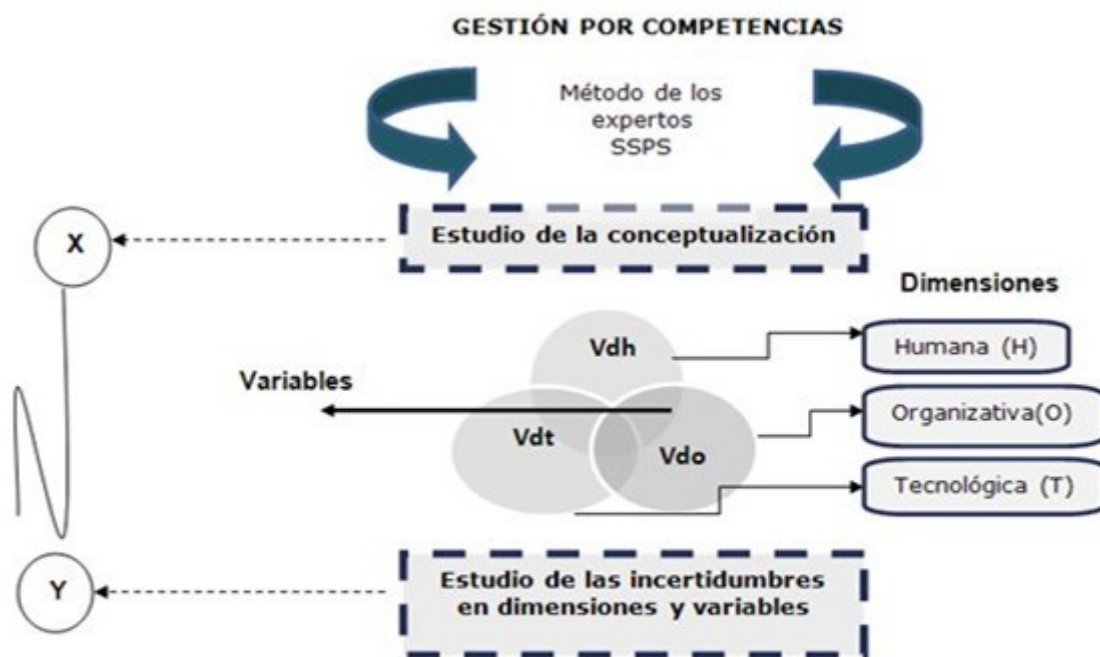 GESTIÓN POR COMPETENCIAS
Método de los
expertos
SSPS
X
Estudio de la conceptualización
Dimensiones
Vdh
Humana (H)
Variables
Organizativa(O)
Vdt
Vdo
Tecnológica (T)
Y
Estudio de las incertidumbres
en dimensiones y variables